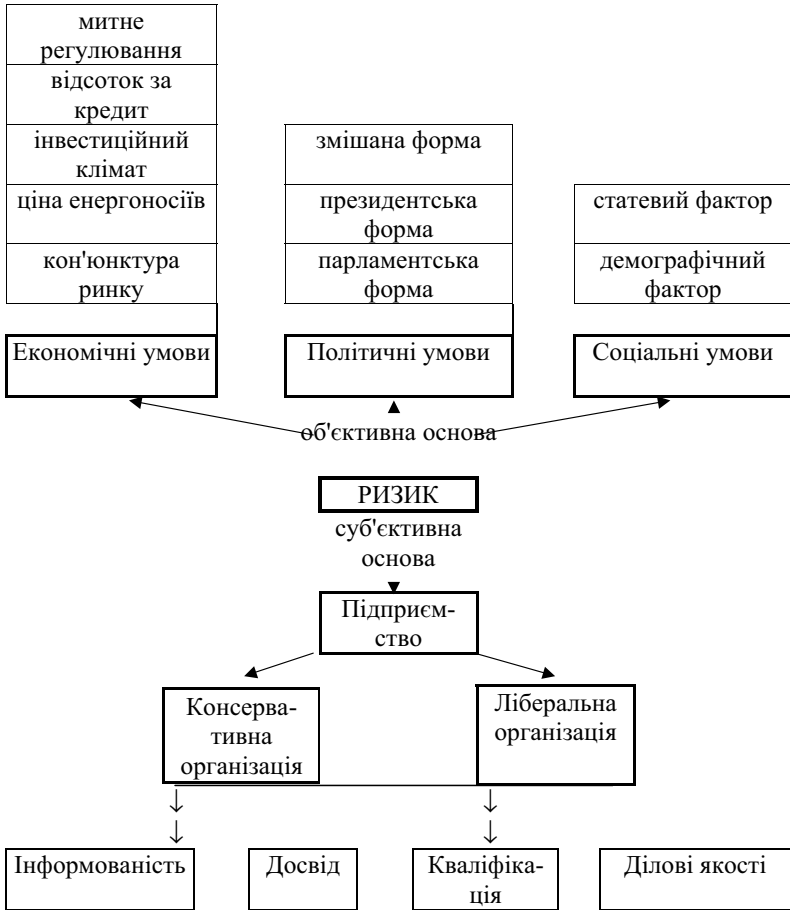 митне
регулювання
відсоток за
кредит
інвестиційний
клімат
змішана форма
ціна енергоносіїв
президентська
форма
статевий фактор
кон'юнктура
ринку
парламентська
форма
демографічний
фактор
Економічні умови
Політичні умови
Соціальні умови
об'єктивна основа
РИЗИК
суб'єктивна
основа
Підприєм-
ство
Консерва-
тивна
організація
Ліберальна
організація
Інформованість
Досвід
Кваліфіка-
ція
Ділові якості